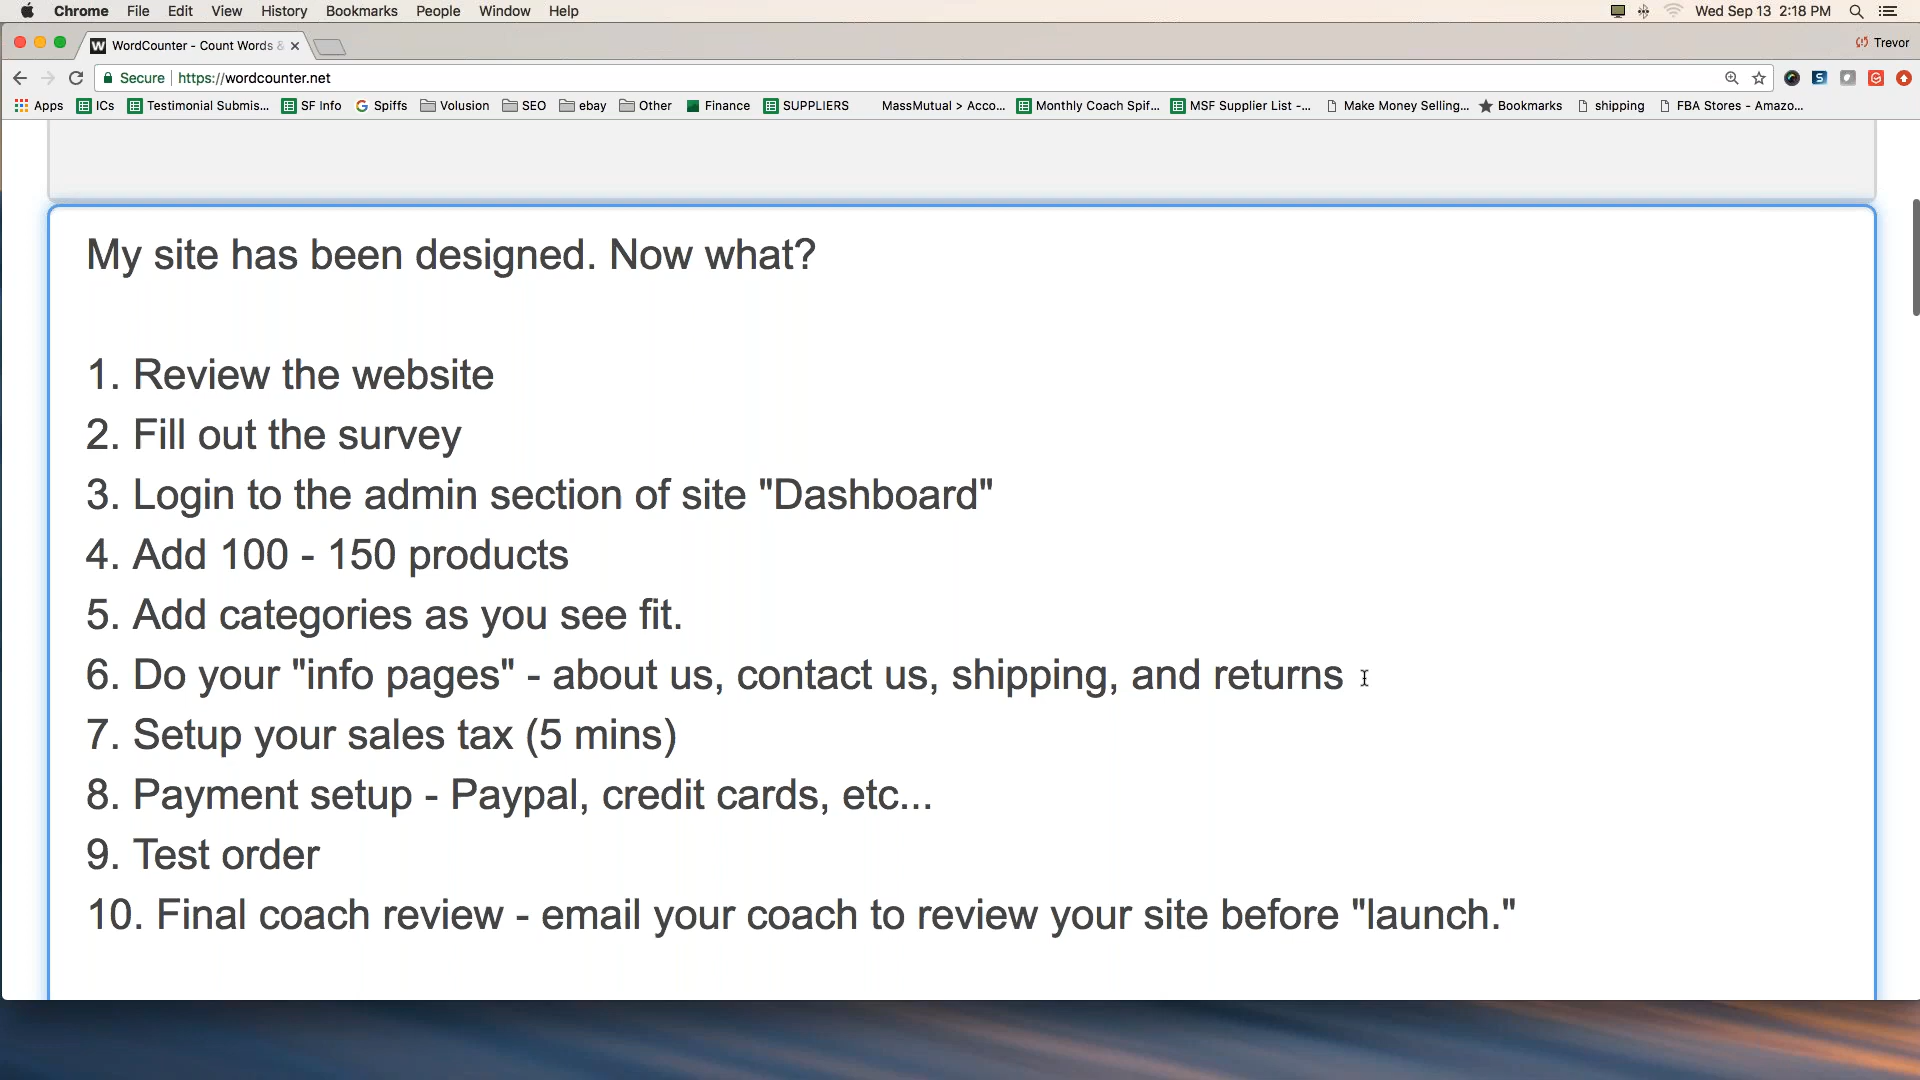 Chrome File Edit View History Bookmarks People Window Help Wed Sep 13 2:18 PM
W WordCounter - Count Words & Trevor
Secure https://wordcounter.net
Apps ICs Testimonial Submis... SF Info Spiffs Volusion SEO ebay Other Finance SUPPLIERS MassMutual > Acco... Monthly Coach Spif... MSF Supplier List -... Make Money Selling... Bookmarks shipping FBA Stores - Amazo...
My site has been designed. Now what?
1. Review the website
2. Fill out the survey
3. Login to the admin section of site "Dashboard"
4. Add 100 - 150 products
5. Add categories as you see fit.
6. Do your "info pages" - about us, contact us, shipping, and returns
7. Setup your sales tax (5 mins)
8. Payment setup - Paypal, credit cards, etc...
9. Test order
10. Final coach review - email your coach to review your site before "launch."